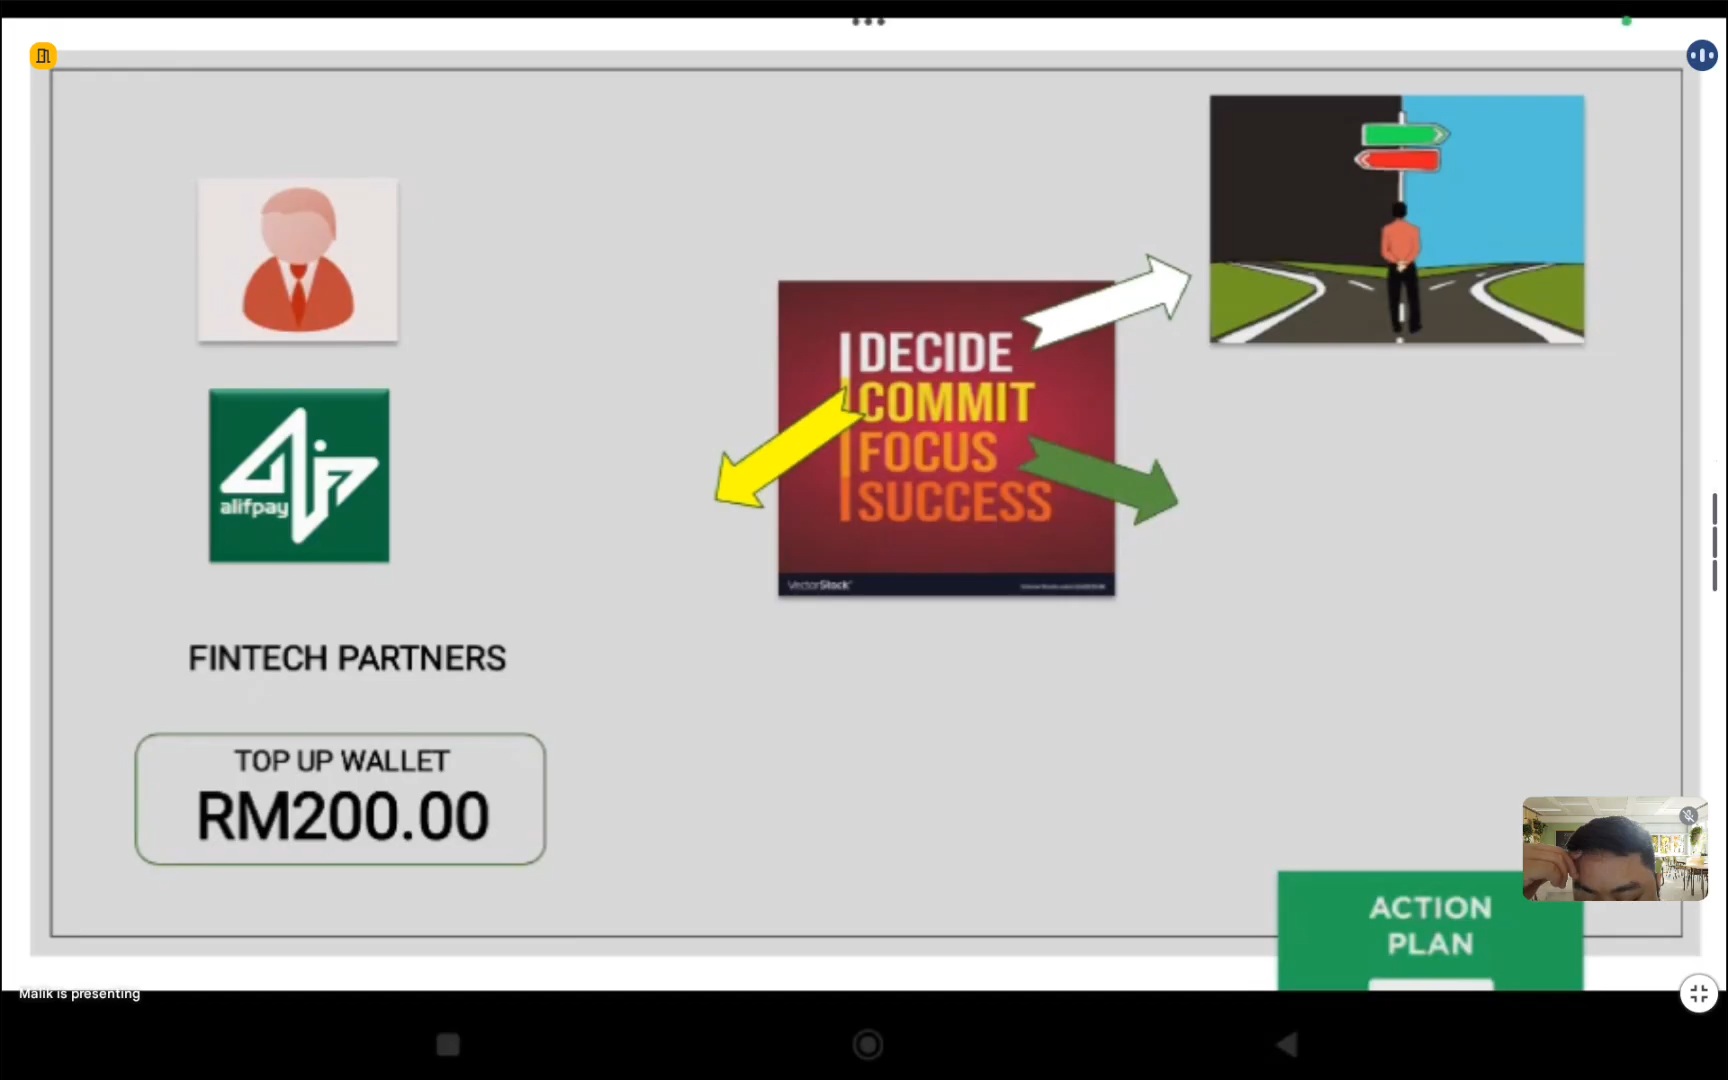 DECIDE
COMMIT
FOCUS
SUCCESS
VectorStock
alifpay
FINTECH PARTNERS
TOP UP WALLET
RM200.00
ACTION
PLAN
Malik is presenting